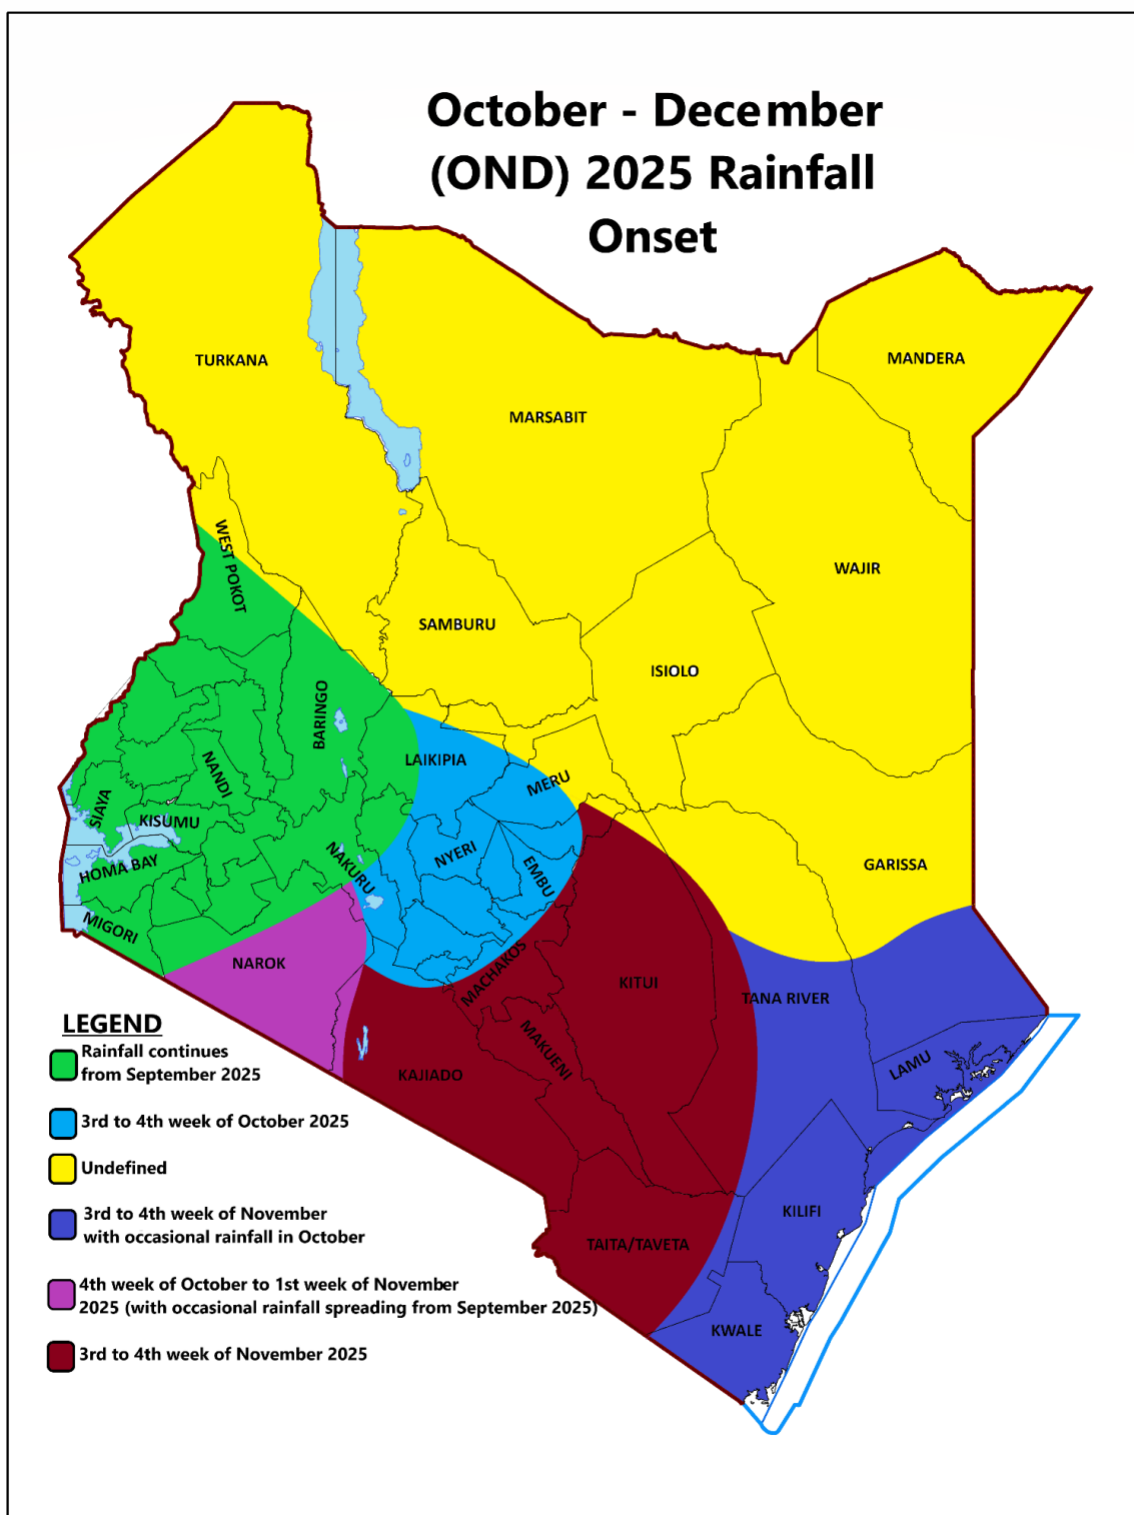 October - December
(OND) 2025 Rainfall
Onset
TURKANA
MANDERA
MARSABIT
WEST POKOT
WAJIR
SAMBURU
ISIOLO
BARINGO
LAIKIPIA
NANDI
MERU
SIAYA
KISUMU
NYERI
HOMA BAY
NAKURU
EMBU
GARISSA
MIGORI
NAROK
MACHAKOS
KITUI
TANA RIVER
MAKUENI
LAMU
KAJIADO
KILIFI
TAITA/TAVETA
KWALE
LEGEND
Rainfall continues
from September 2025
3rd to 4th week of October 2025
Undefined
3rd to 4th week of November
with occasional rainfall in October
4th week of October to 1st week of November
2025 (with occasional rainfall spreading from September 2025)
3rd to 4th week of November 2025